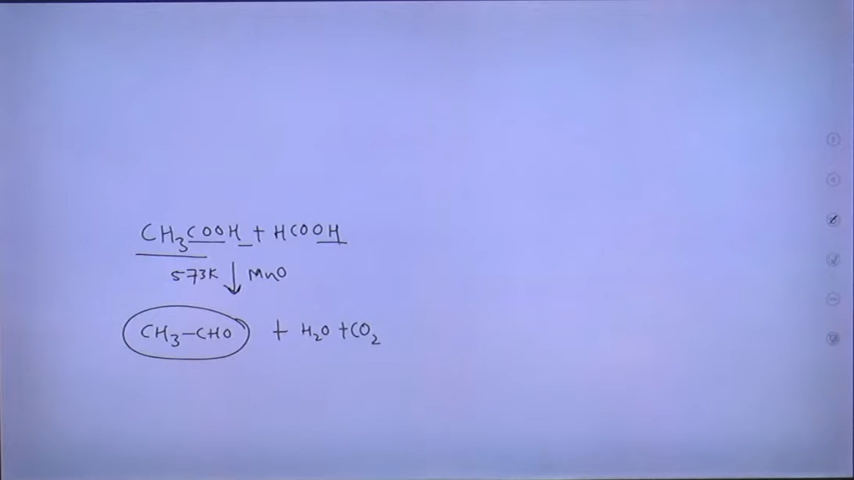 CH₃COOH + HCOOH
573K ↓ MnO
CH₃—CHO + H₂O + CO₂